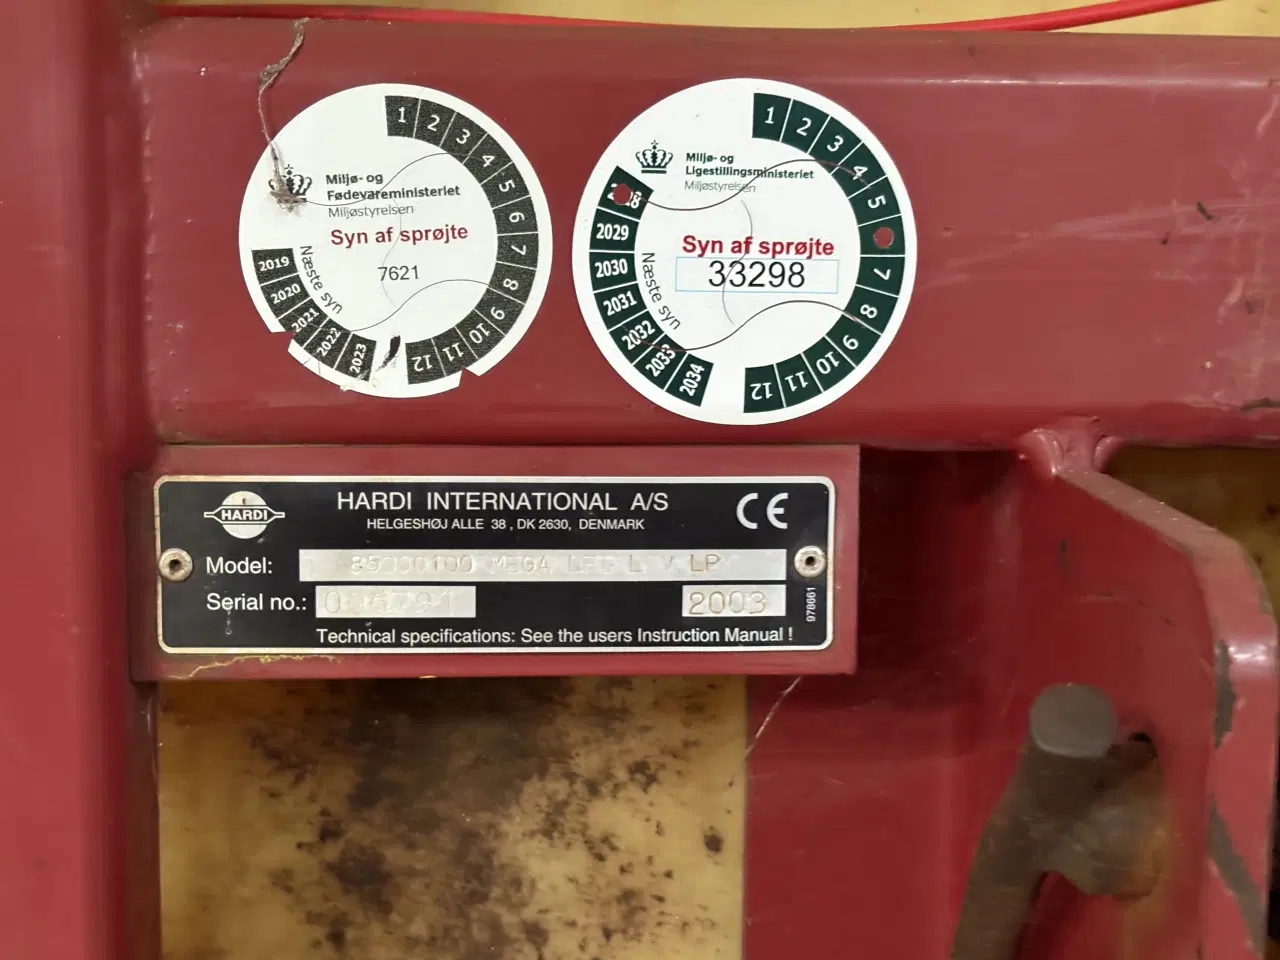 Miljø- og
Fødevareministeriet
Miljøstyrelsen
Syn af sprøjte
7621
Næste syn
2019
2020
2021
2022
2023
1 2 3 4 5 6 7 8 9 10 11 12
Miljø- og
Ligestillingsministeriet
Miljøstyrelsen
Syn af sprøjte
33298
Næste syn
2029
2030
2031
2032
2033
2034
1 2 3 4 5 7 8 9 10 11 12
HARDI
HARDI INTERNATIONAL A/S
HELGESHØJ ALLE 38, DK 2630, DENMARK
CE
Model: MEGA LP
Serial no.: 2003
978661
Technical specifications: See the users Instruction Manual !